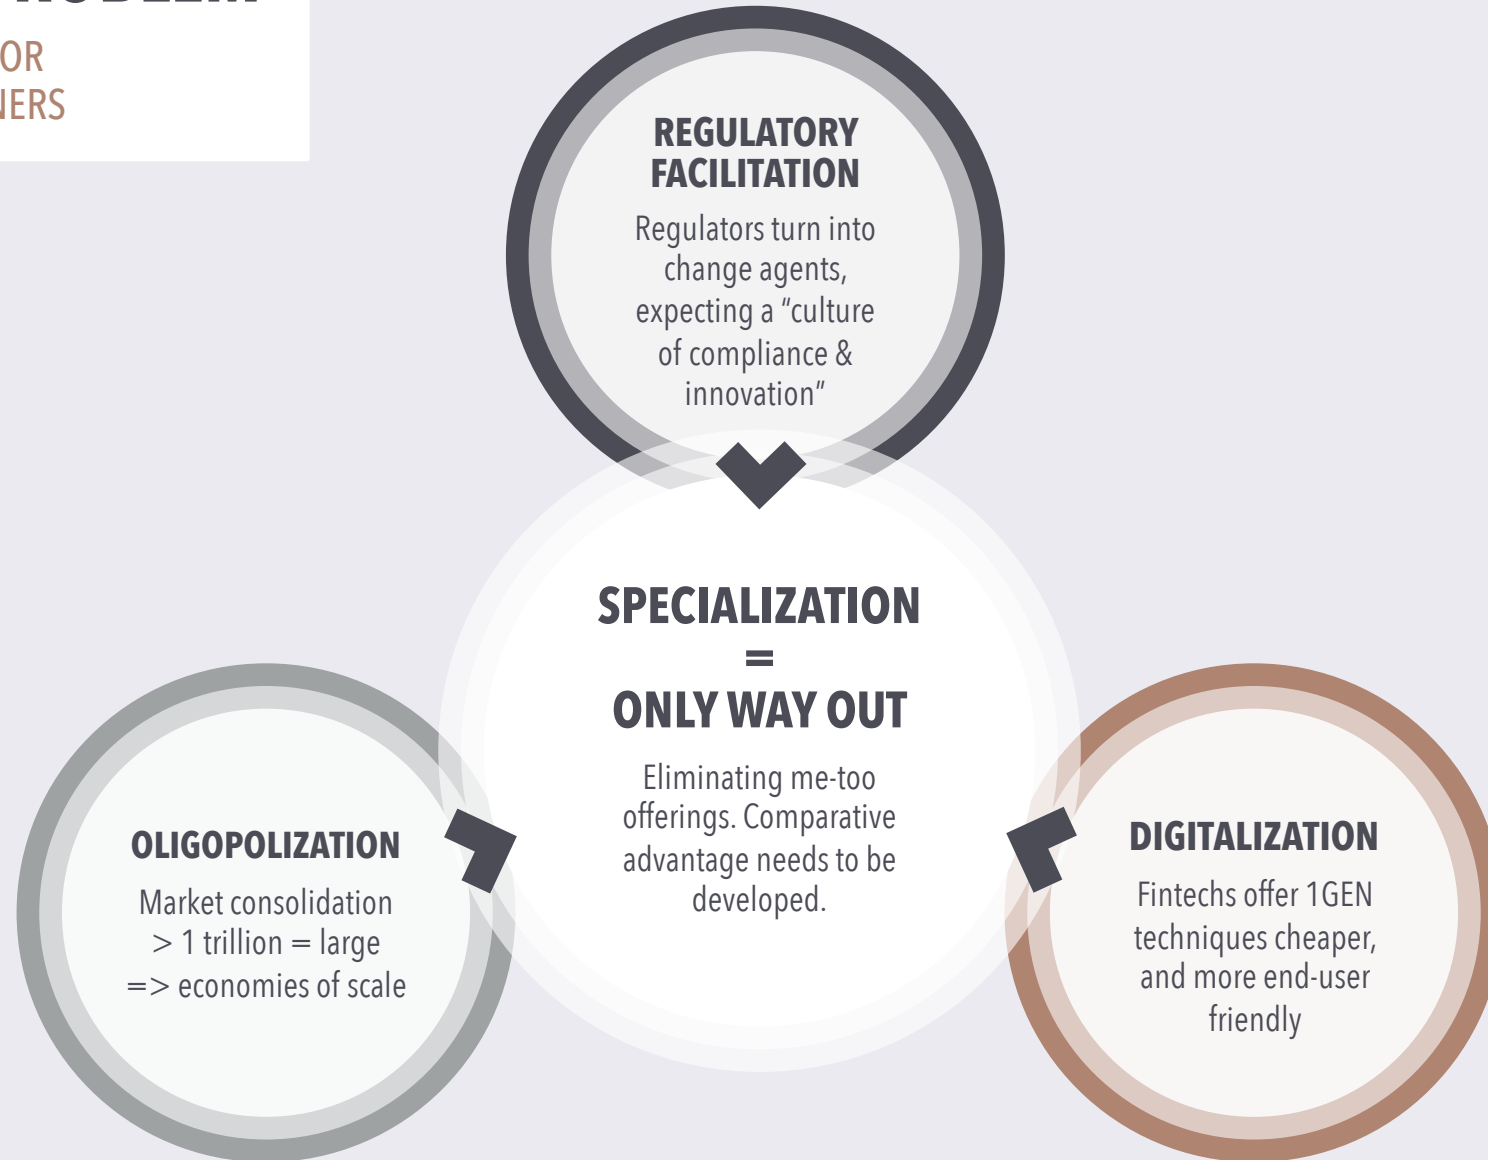 OR
NERS
REGULATORY
FACILITATION
Regulators turn into
change agents,
expecting a "culture
of compliance &
innovation"
SPECIALIZATION
=
ONLY WAY OUT
Eliminating me-too
offerings. Comparative
advantage needs to be
developed.
OLIGOPOLIZATION
Market consolidation
> 1 trillion = large
=> economies of scale
DIGITALIZATION
Fintechs offer 1GEN
techniques cheaper,
and more end-user
friendly